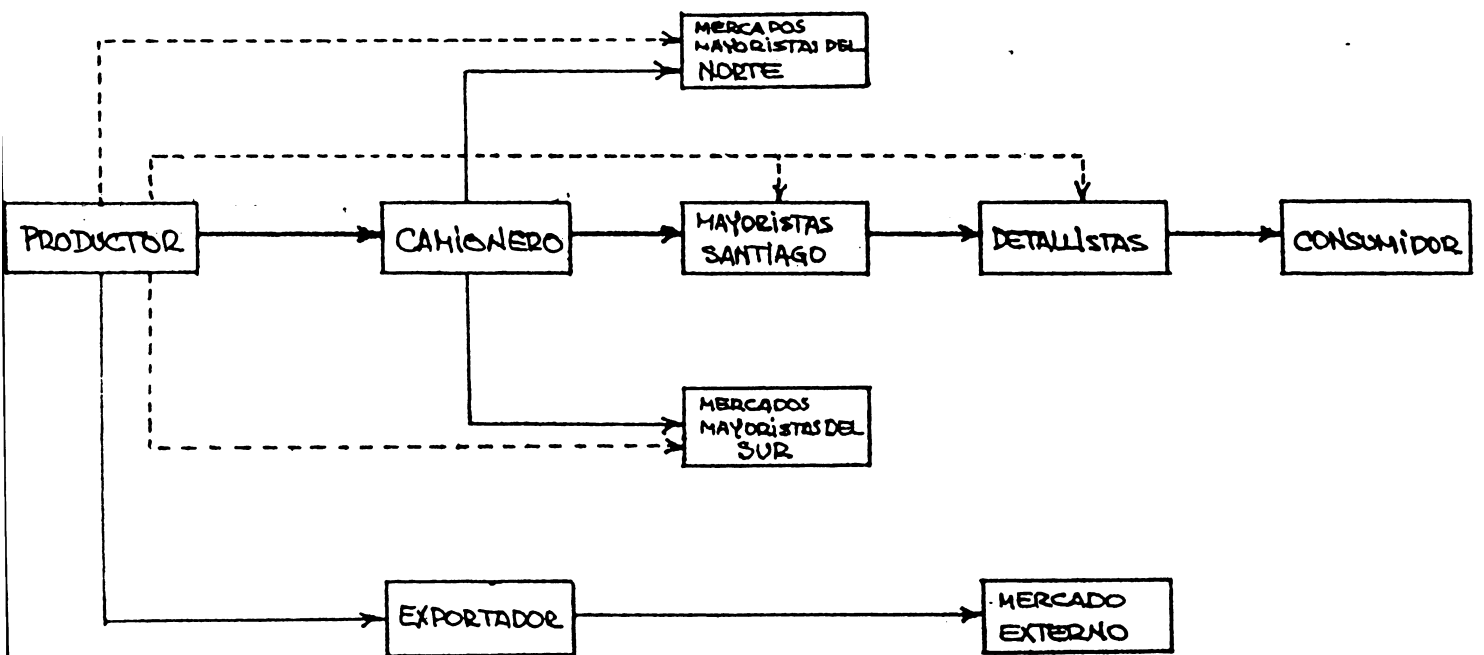 MERCADOS
MAYORISTAS DEL
NORTE
PRODUCTOR
CAMIONERO
MAYORISTAS
SANTIAGO
DETALLISTAS
CONSUMIDOR
MERCADOS
MAYORISTAS DEL
SUR
EXPORTADOR
MERCADO
EXTERNO